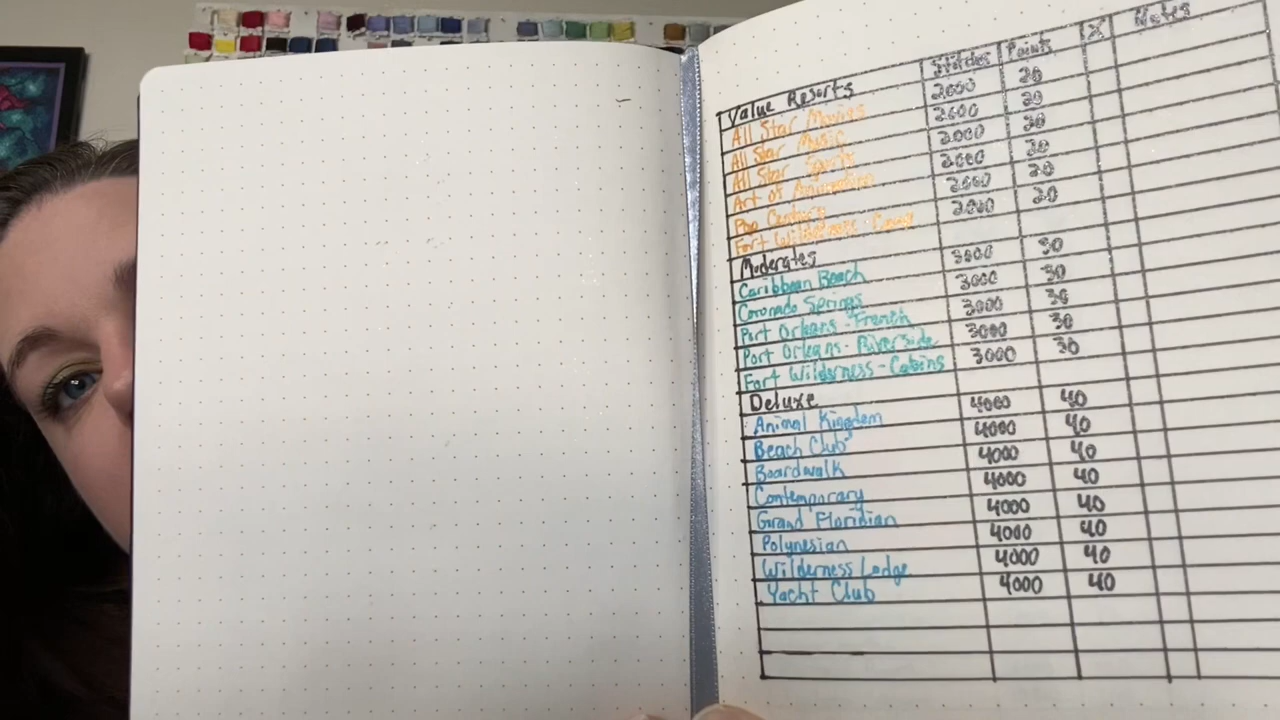 Value Resorts Stitches Points X Notes
All Star Movies 2000 20
All Star Music 2000 20
All Star Sports 2000 20
Art of Animation 2000 20
Pop Century 2000 20
Fort Wilderness - 2000 20
Moderates
Caribbean Beach 3000 30
Coronado Springs 3000 30
Port Orleans - French 3000 30
Port Orleans - Riverside 3000 30
Fort Wilderness - Cabins 3000 30
Deluxe
Animal Kingdom 4000 40
Beach Club 4000 40
Boardwalk 4000 40
Contemporary 4000 40
Grand Floridian 4000 40
Polynesian 4000 40
Wilderness Lodge 4000 40
Yacht Club 4000 40